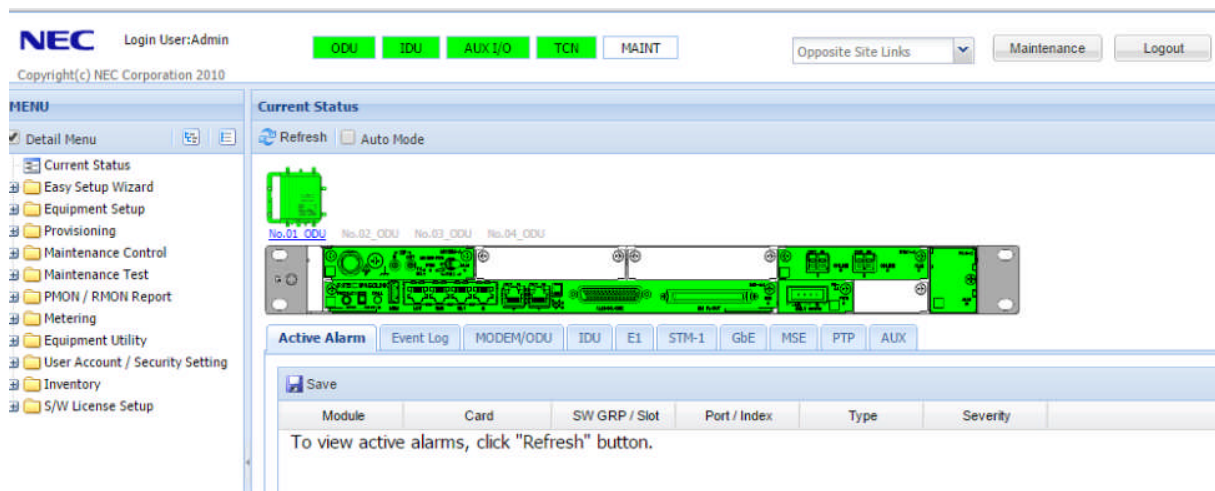 NEC Login User:Admin
ODU IDU AUX I/O TCN MAINT
Opposite Site Links Maintenance Logout
Copyright(c) NEC Corporation 2010
MENU
Detail Menu
Current Status
Easy Setup Wizard
Equipment Setup
Provisioning
Maintenance Control
Maintenance Test
PMON / RMON Report
Metering
Equipment Utility
User Account / Security Setting
Inventory
S/W License Setup
Current Status
Refresh Auto Mode
No.01_ODU No.02_ODU No.03_ODU No.04_ODU
Active Alarm Event Log MODEM/ODU IDU E1 STM-1 GbE MSE PTP AUX
Save
Module Card SW GRP / Slot Port / Index Type Severity
To view active alarms, click "Refresh" button.